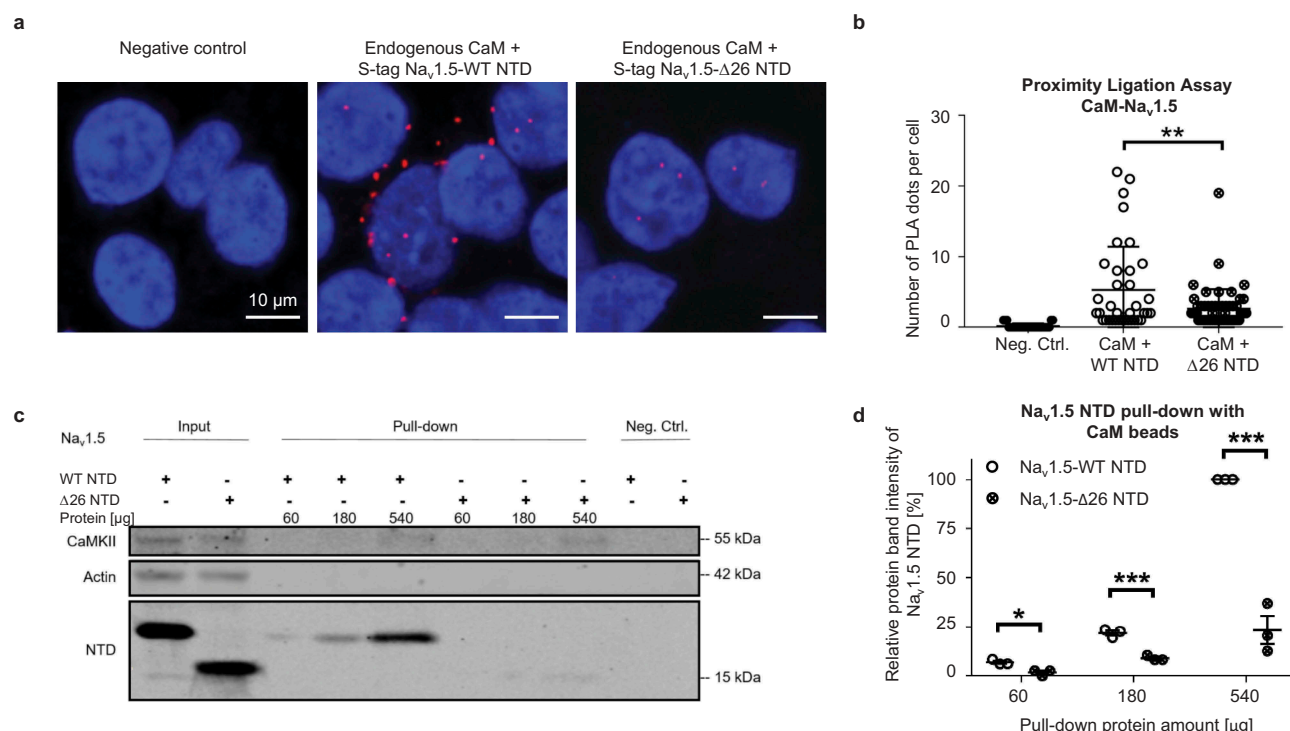 a
Negative control
Endogenous CaM +
S-tag Nav1.5-WT NTD
Endogenous CaM +
S-tag Nav1.5-Δ26 NTD
10 µm
b
Proximity Ligation Assay
CaM-Nav1.5
Number of PLA dots per cell
30
20
10
0
**
Neg. Ctrl.
CaM +
WT NTD
CaM +
Δ26 NTD
c
Nav1.5
Input
Pull-down
Neg. Ctrl.
WT NTD + - + + + - - - + -
Δ26 NTD - + - - - + + + - +
Protein [µg] 60 180 540 60 180 540
CaMKII
-- 55 kDa
Actin
-- 42 kDa
NTD
-- 15 kDa
d
Nav1.5 NTD pull-down with
CaM beads
Relative protein band intensity of
Nav1.5 NTD [%]
100
75
50
25
0
Nav1.5-WT NTD
Nav1.5-Δ26 NTD
*
***
***
60
180
540
Pull-down protein amount [µg]